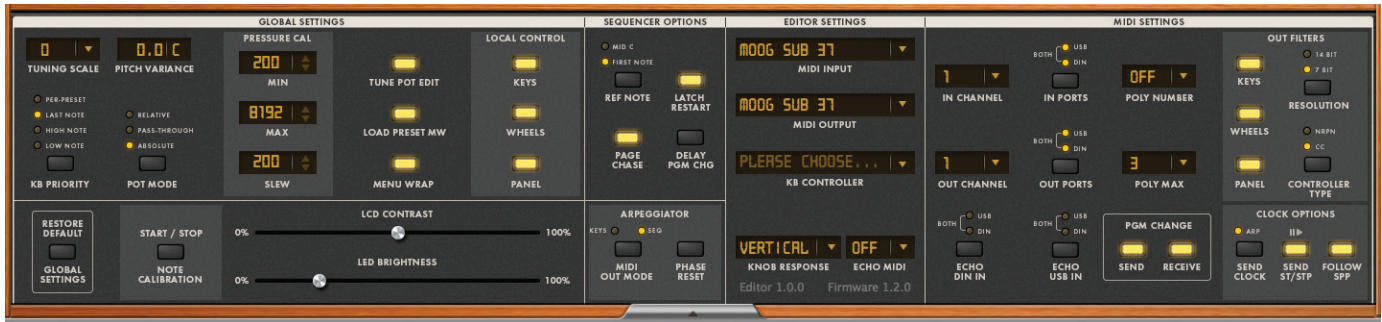 GLOBAL SETTINGS
SEQUENCER OPTIONS
EDITOR SETTINGS
MIDI SETTINGS
0
TUNING SCALE
0.0 C
PITCH VARIANCE
PER-PRESET
LAST NOTE
HIGH NOTE
LOW NOTE
KB PRIORITY
RELATIVE
PASS-THROUGH
ABSOLUTE
POT MODE
PRESSURE CAL
200
MIN
8192
MAX
200
SLEW
TUNE POT EDIT
LOAD PRESET MW
MENU WRAP
LOCAL CONTROL
KEYS
WHEELS
PANEL
RESTORE
DEFAULT
GLOBAL
SETTINGS
START / STOP
NOTE
CALIBRATION
LCD CONTRAST
0%
100%
LED BRIGHTNESS
0%
100%
MID C
FIRST NOTE
REF NOTE
LATCH
RESTART
PAGE
CHASE
DELAY
PGM CHG
ARPEGGIATOR
KEYS
SEQ
MIDI
OUT MODE
PHASE
RESET
MOOG SUB 37
MIDI INPUT
MOOG SUB 37
MIDI OUTPUT
PLEASE CHOOSE...
KB CONTROLLER
VERTICAL
KNOB RESPONSE
OFF
ECHO MIDI
Editor 1.0.0
Firmware 1.2.0
1
IN CHANNEL
BOTH
USB
DIN
IN PORTS
OFF
POLY NUMBER
1
OUT CHANNEL
BOTH
USB
DIN
OUT PORTS
3
POLY MAX
BOTH
USB
DIN
ECHO
DIN IN
BOTH
USB
DIN
ECHO
USB IN
PGM CHANGE
SEND
RECEIVE
OUT FILTERS
KEYS
WHEELS
PANEL
14 BIT
7 BIT
RESOLUTION
NRPN
CC
CONTROLLER
TYPE
CLOCK OPTIONS
ARP
SEND
CLOCK
SEND
ST/STP
FOLLOW
SPP